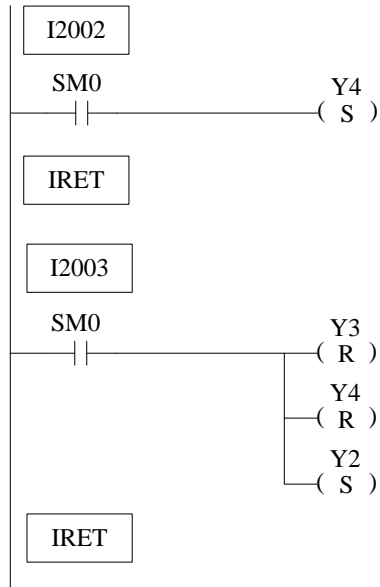 I2002
SM0 Y4
( S )
IRET
I2003
SM0 Y3
( R )
Y4
( R )
Y2
( S )
IRET